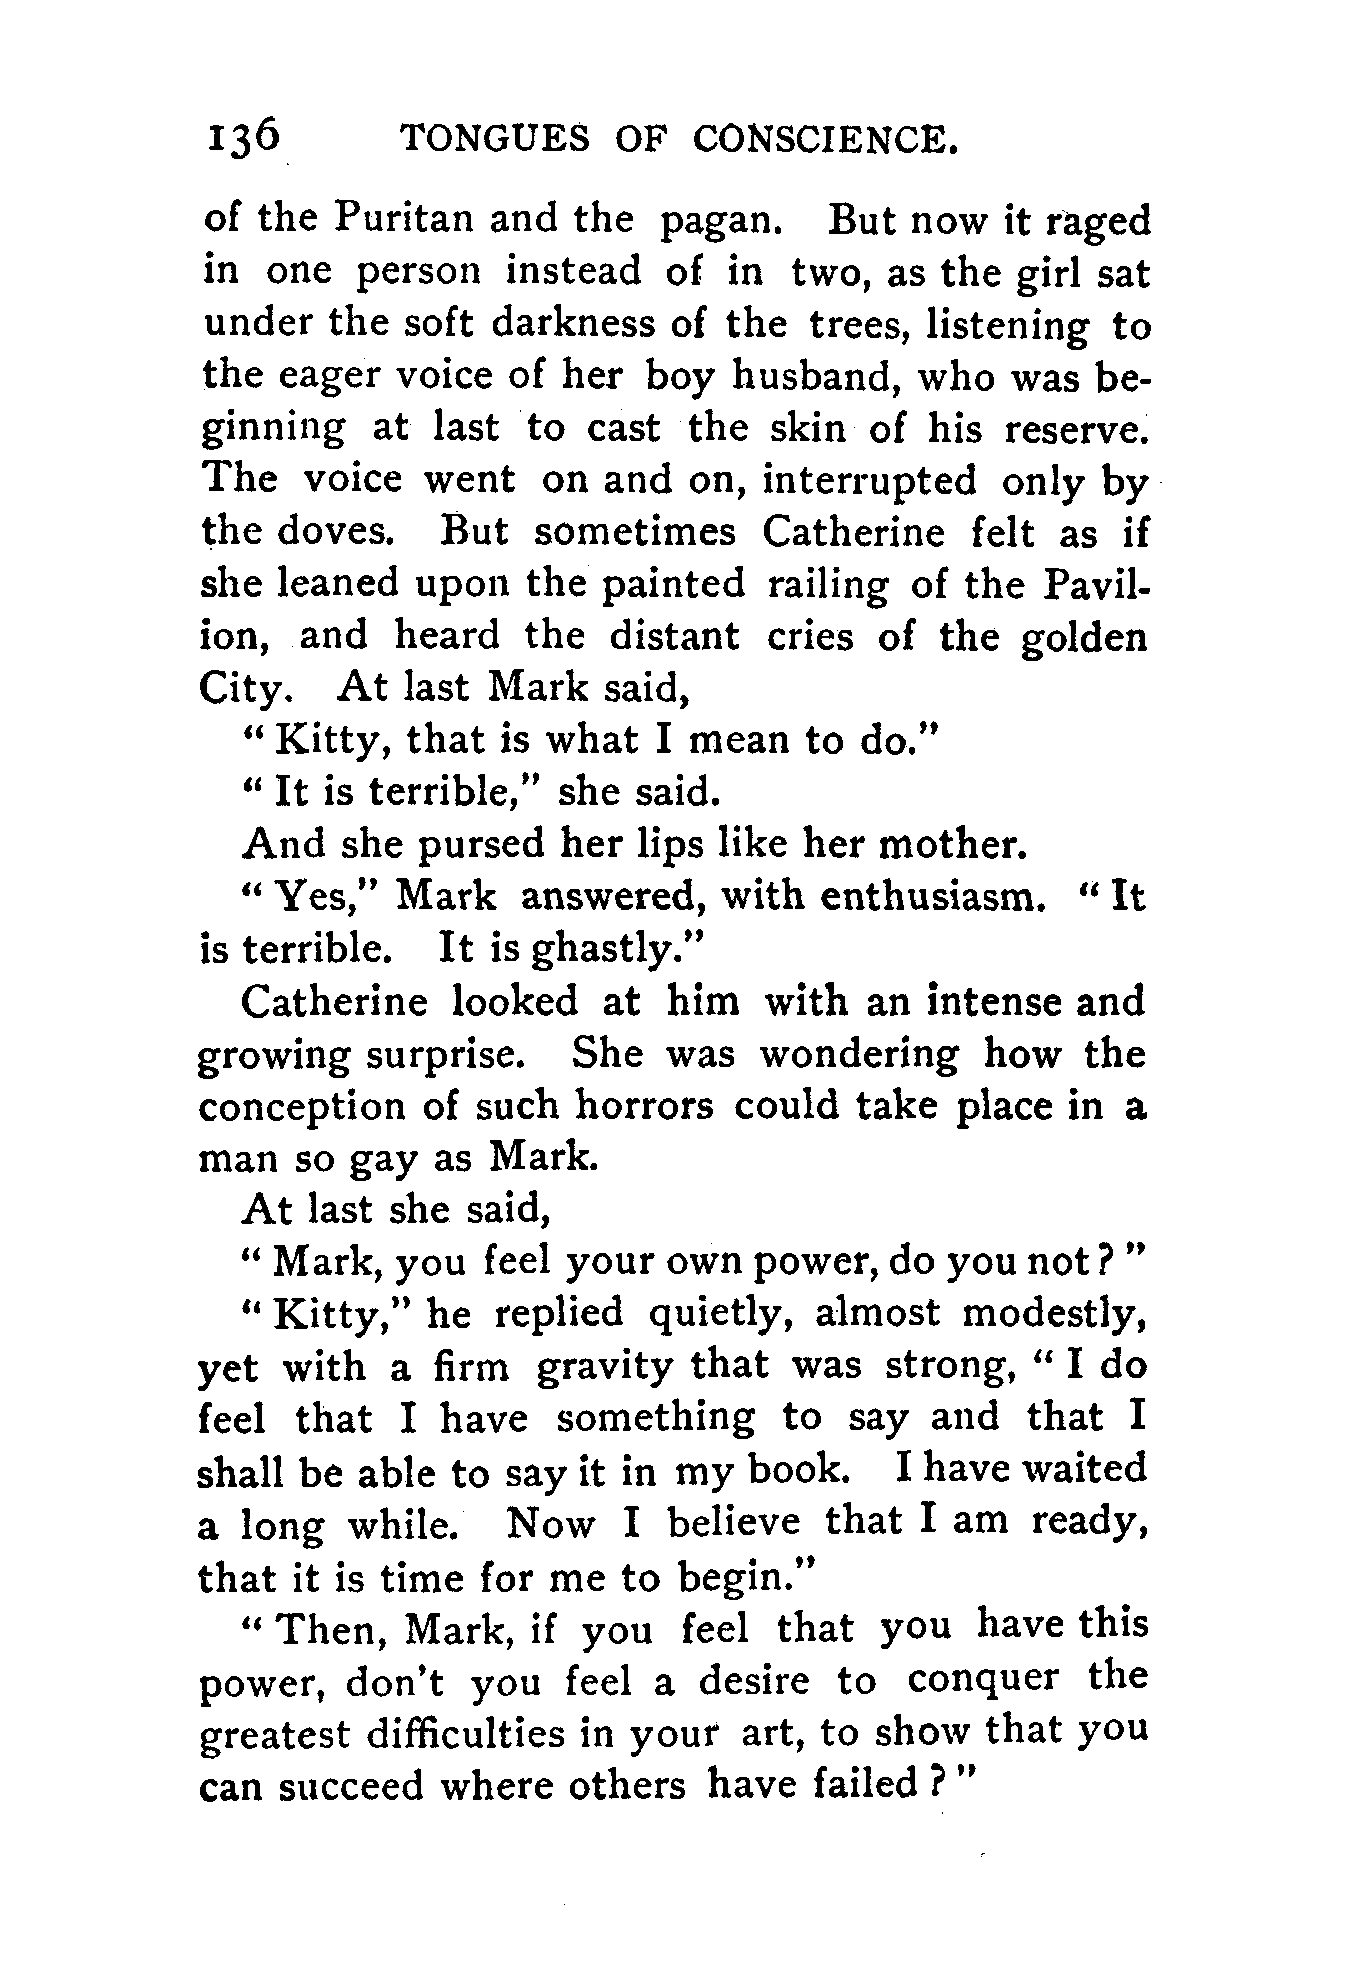 136 TONGUES OF CONSCIENCE.
of the Puritan and the pagan. But now it raged
in one person instead of in two, as the girl sat
under the soft darkness of the trees, listening to
the eager voice of her boy husband, who was be-
ginning at last to cast the skin of his reserve.
The voice went on and on, interrupted only by
the doves. But sometimes Catherine felt as if
she leaned upon the painted railing of the Pavil-
ion, and heard the distant cries of the golden
City. At last Mark said,
“ Kitty, that is what I mean to do.”
“ It is terrible,” she said.
And she pursed her lips like her mother.
“ Yes,” Mark answered, with enthusiasm. “ It
is terrible. It is ghastly.”
Catherine looked at him with an intense and
growing surprise. She was wondering how the
conception of such horrors could take place in a
man so gay as Mark.
At last she said,
“ Mark, you feel your own power, do you not ? ”
“ Kitty,” he replied quietly, almost modestly,
yet with a firm gravity that was strong, “ I do
feel that I have something to say and that I
shall be able to say it in my book. I have waited
a long while. Now I believe that I am ready,
that it is time for me to begin.”
“ Then, Mark, if you feel that you have this
power, don't you feel a desire to conquer the
greatest difficulties in your art, to show that you
can succeed where others have failed ? ”